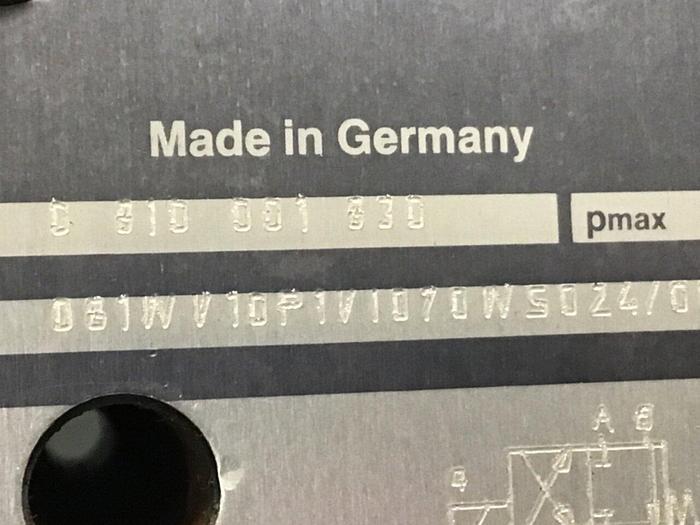 Made in Germany
0 810 001 830
pmax
081WV10P1V1070WS024/0
A B